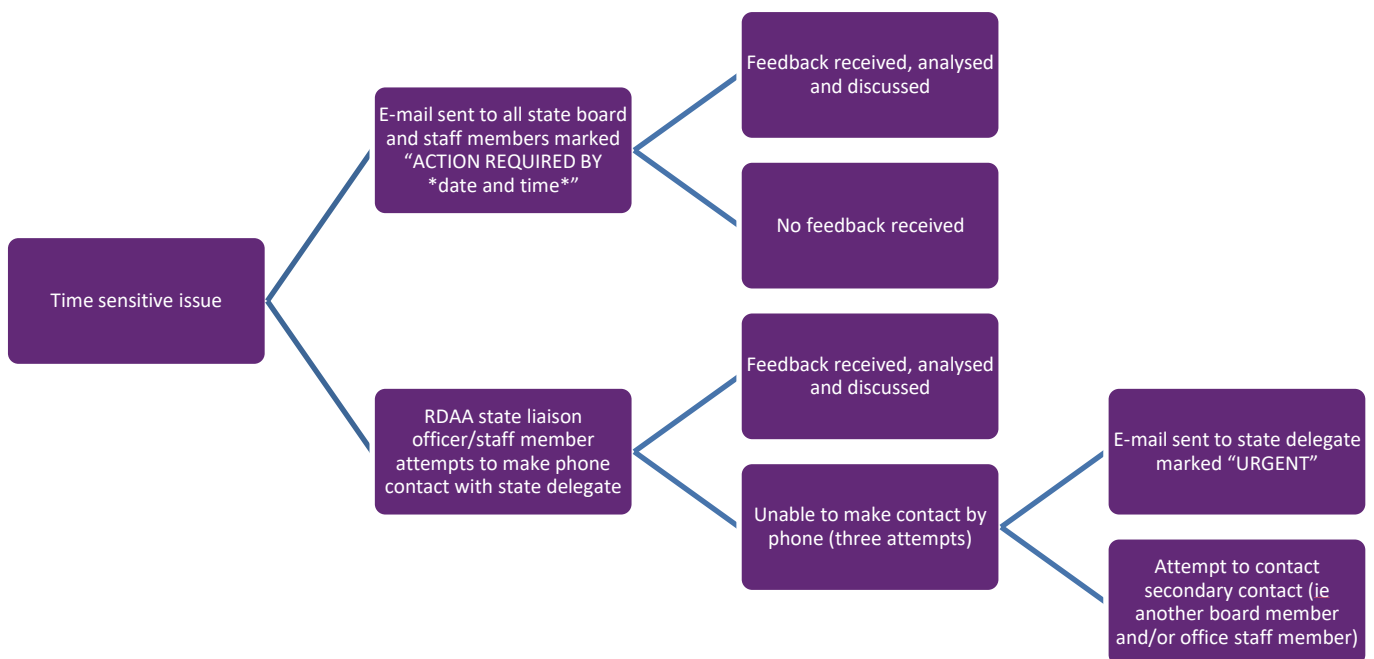 Time sensitive issue
E-mail sent to all state board
and staff members marked
“ACTION REQUIRED BY
*date and time*”
Feedback received, analysed
and discussed
No feedback received
RDAA state liaison
officer/staff member
attempts to make phone
contact with state delegate
Feedback received, analysed
and discussed
Unable to make contact by
phone (three attempts)
E-mail sent to state delegate
marked “URGENT”
Attempt to contact
secondary contact (ie
another board member
and/or office staff member)